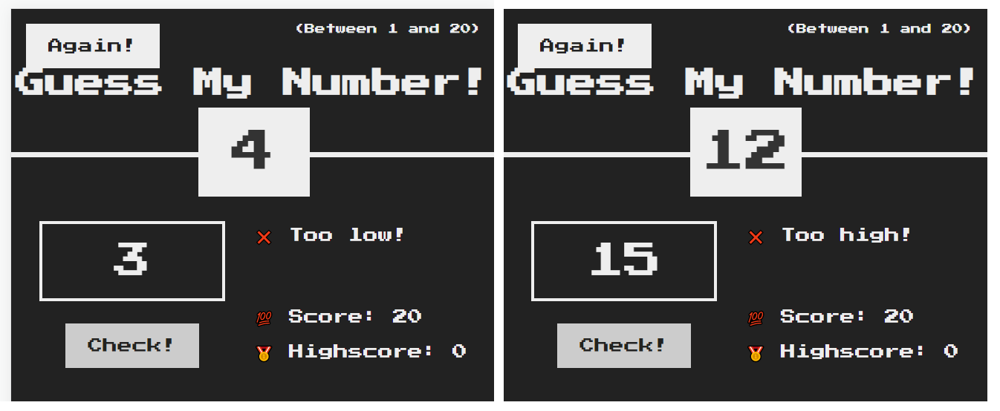 (Between 1 and 20)
Again!
Guess My Number!
4
3
❌ Too low!
💯 Score: 20
Check!
🥇 Highscore: 0
(Between 1 and 20)
Again!
Guess My Number!
12
15
❌ Too high!
💯 Score: 20
Check!
🥇 Highscore: 0